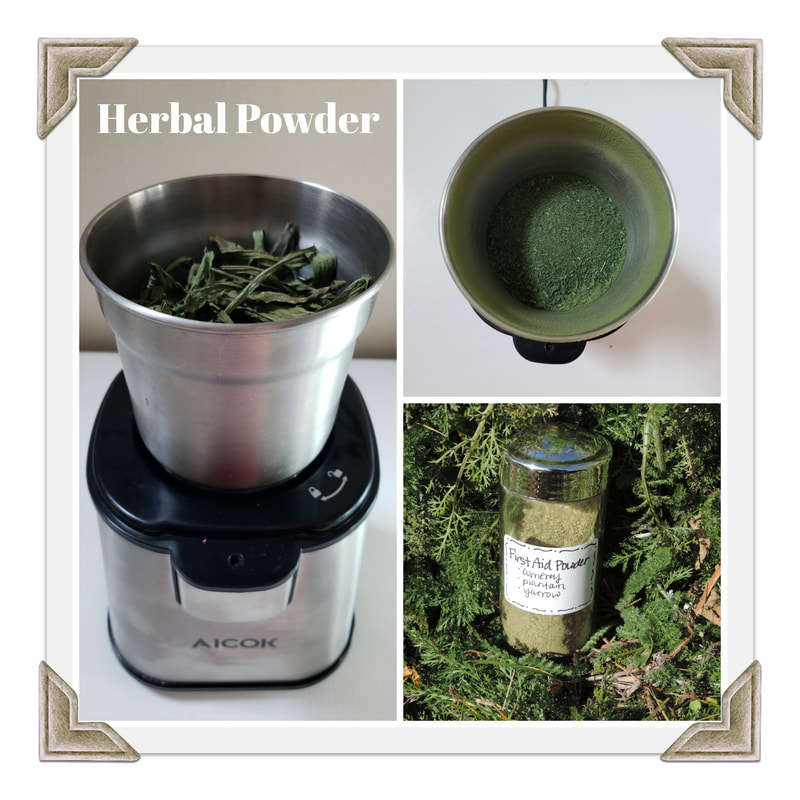 Herbal Powder
AICOK
First Aid Powder
· comfrey
· plantain
· yarrow